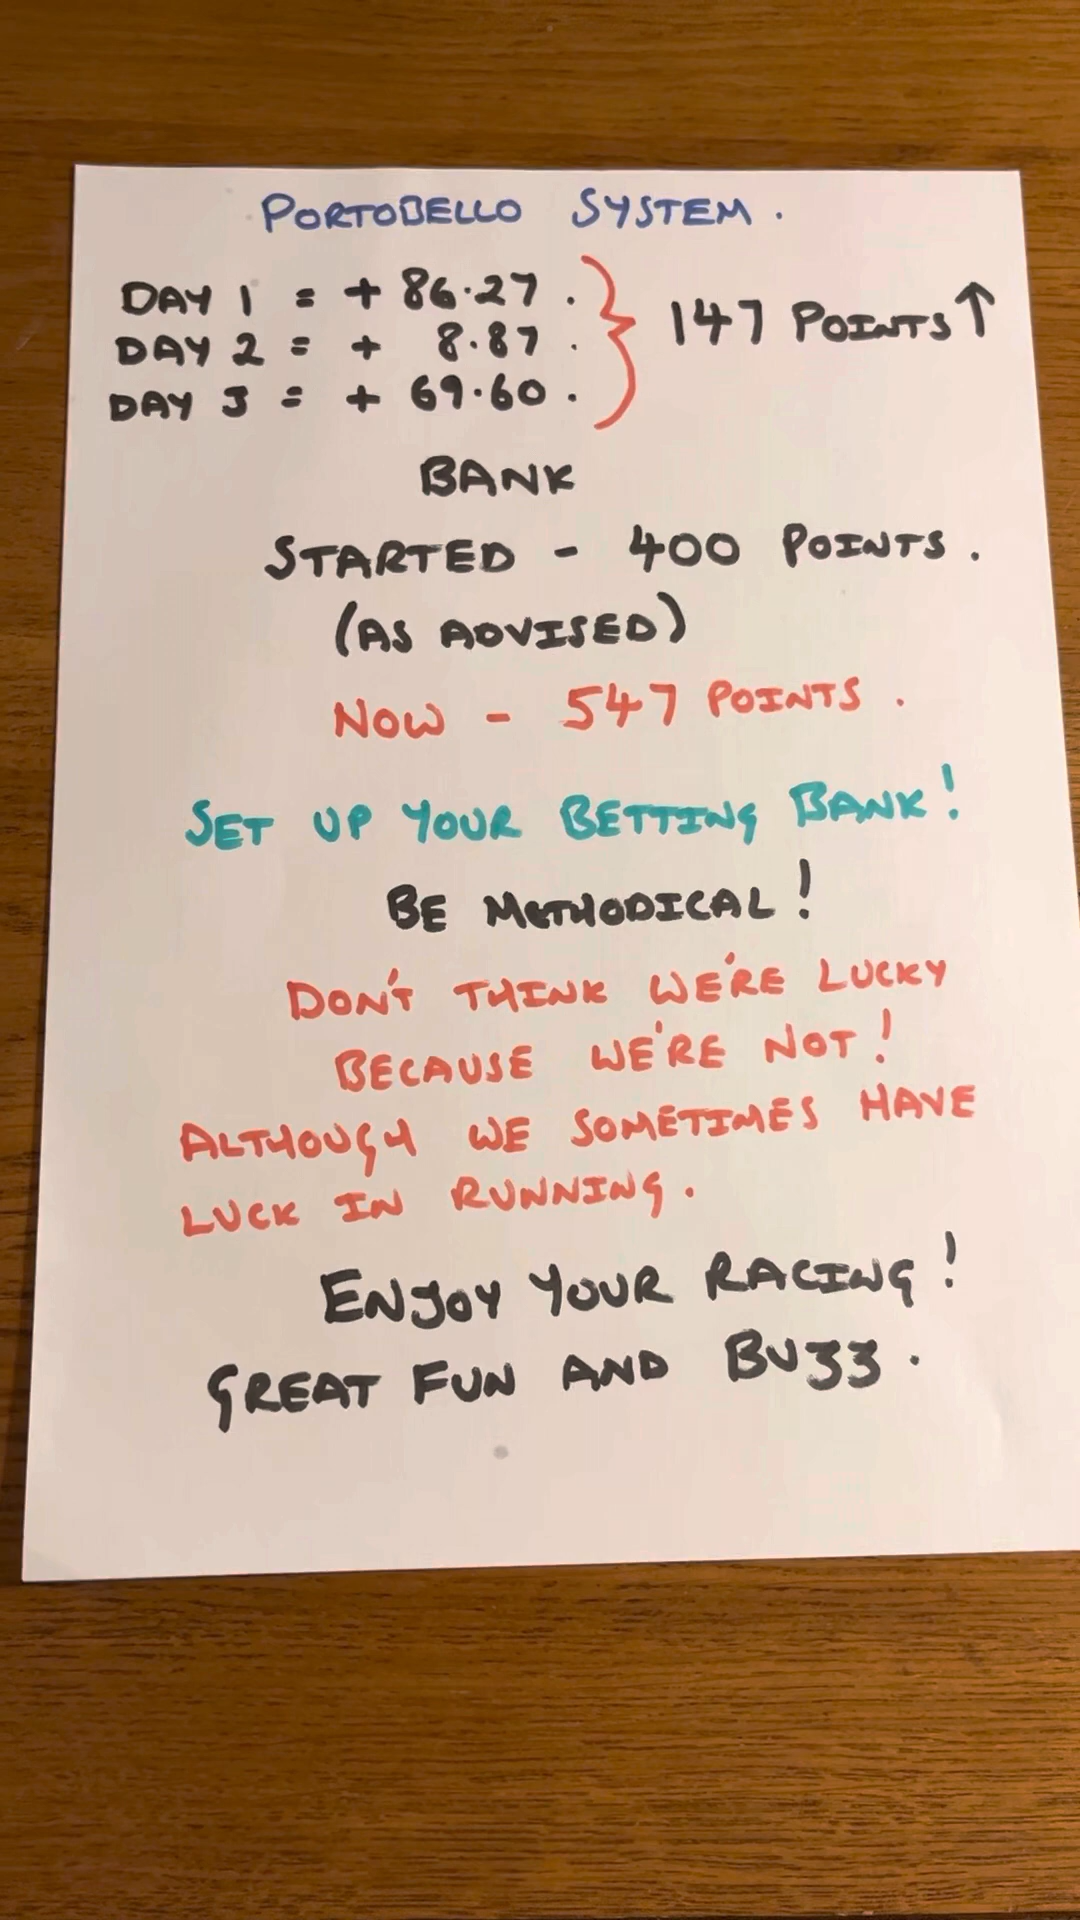 PORTOBELLO SYSTEM.
DAY 1 = + 86.27.
DAY 2 = + 8.87.
DAY 3 = + 69.60.
147 POINTS ↑
BANK
STARTED - 400 POINTS.
(AS ADVISED)
NOW - 547 POINTS.
SET UP YOUR BETTING BANK!
BE METHODICAL!
DON'T THINK WE'RE LUCKY
BECAUSE WE'RE NOT!
ALTHOUGH WE SOMETIMES HAVE
LUCK IN RUNNING.
ENJOY YOUR RACING!
GREAT FUN AND BUZZ.